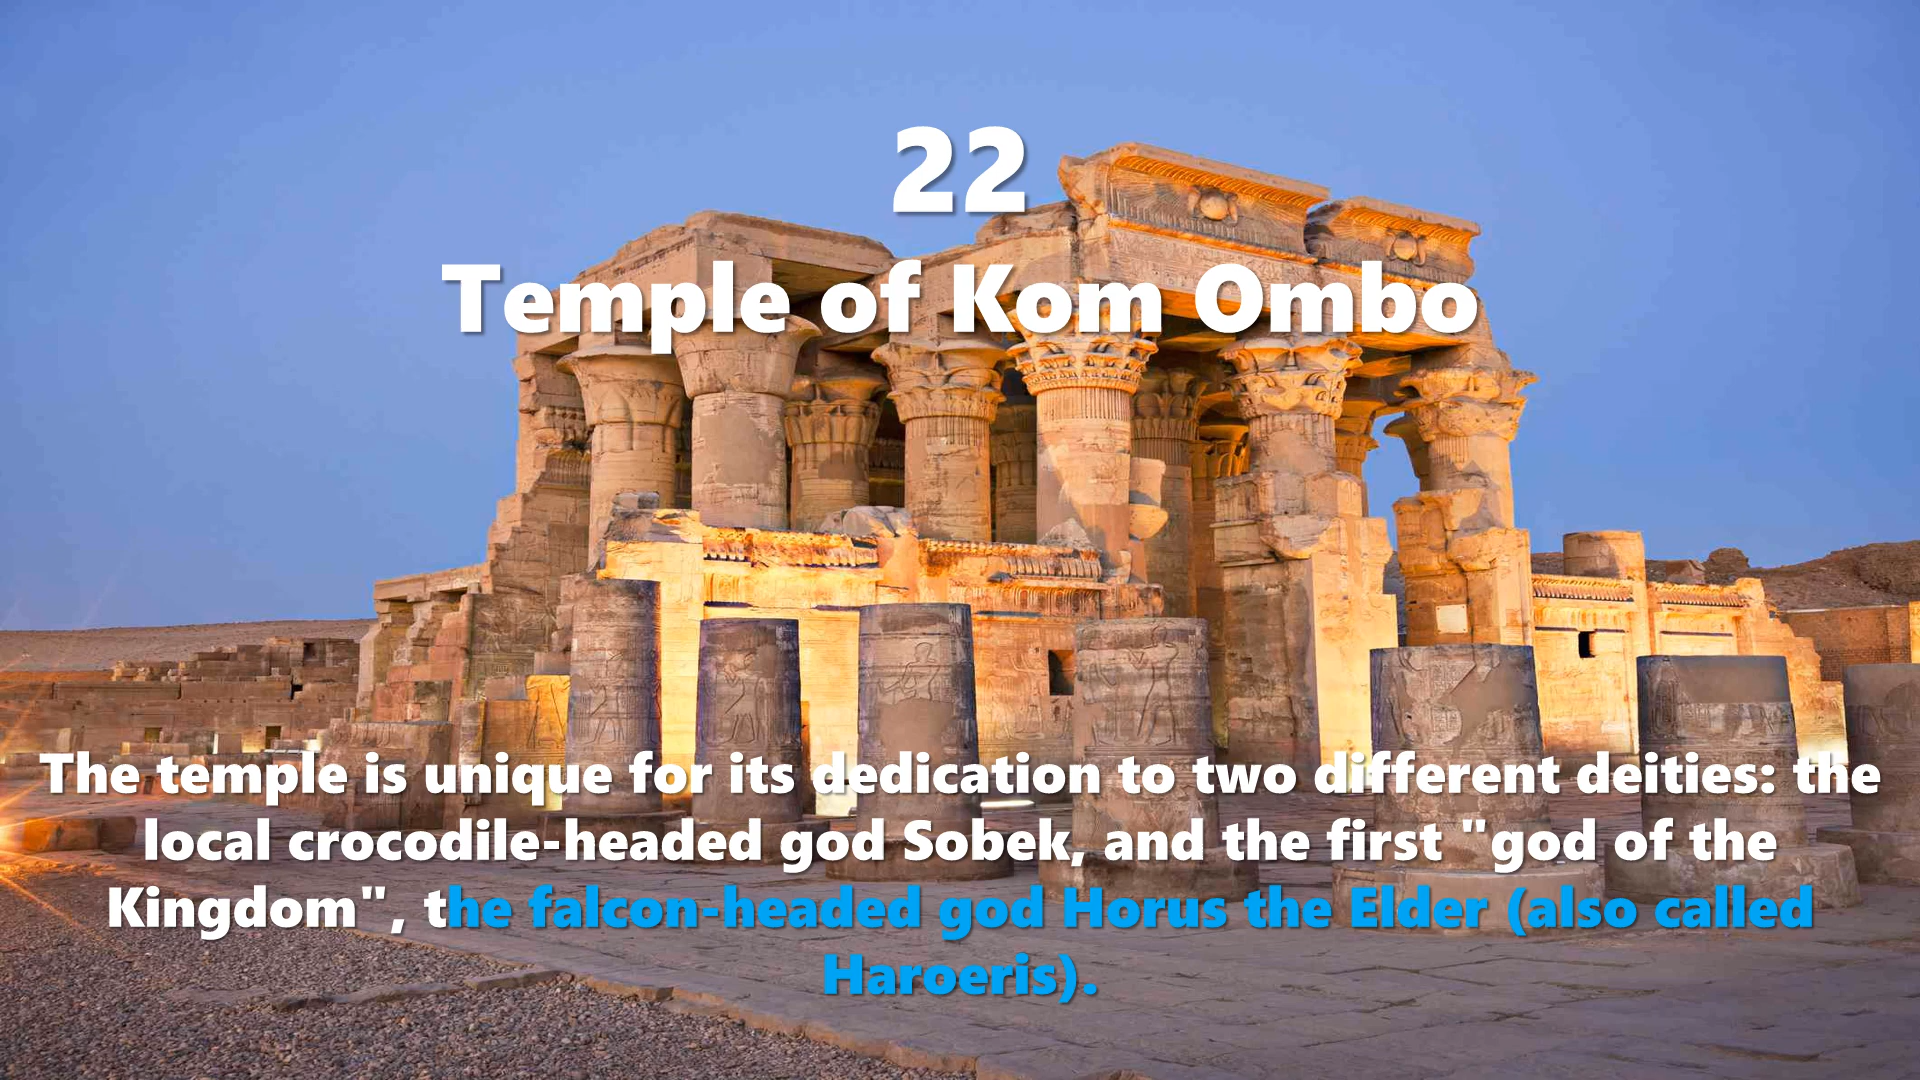 22
Temple of Kom Ombo
The temple is unique for its dedication to two different deities: the
local crocodile-headed god Sobek, and the first "god of the
Kingdom", the falcon-headed god Horus the Elder (also called
Haroeris).